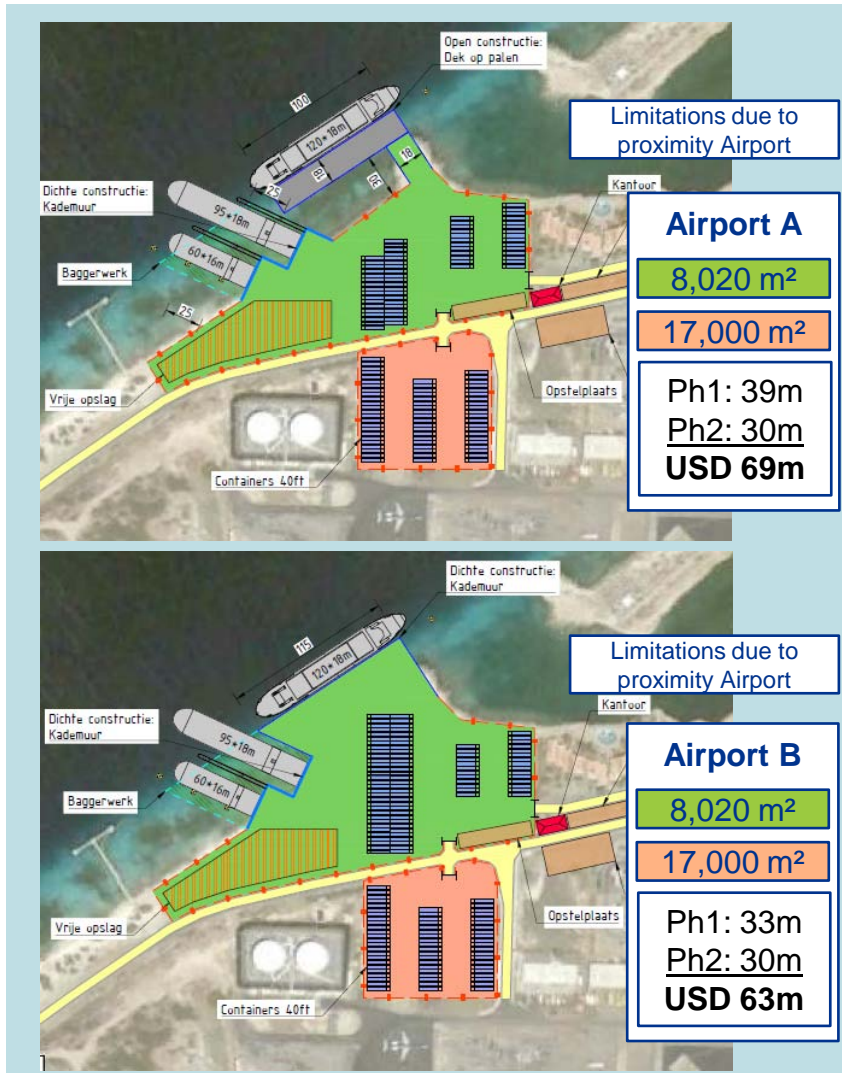 Open constructie:
Dek op palen
100
120*18m
Limitations due to
proximity Airport
18
18
30
25
Dichte constructie:
Kademuur
95*18m
Kantoor
60*16m
Baggerwerk
25
Airport A
8,020 m²
17,000 m²
Ph1: 39m
Ph2: 30m
USD 69m
Opstelplaats
Vrije opslag
Containers 40ft
Dichte constructie:
Kademuur
115
120*18m
Limitations due to
proximity Airport
Kantoor
Dichte constructie:
Kademuur
95*18m
60*16m
Baggerwerk
Airport B
8,020 m²
17,000 m²
Ph1: 33m
Ph2: 30m
USD 63m
Opstelplaats
Vrije opslag
Containers 40ft
]